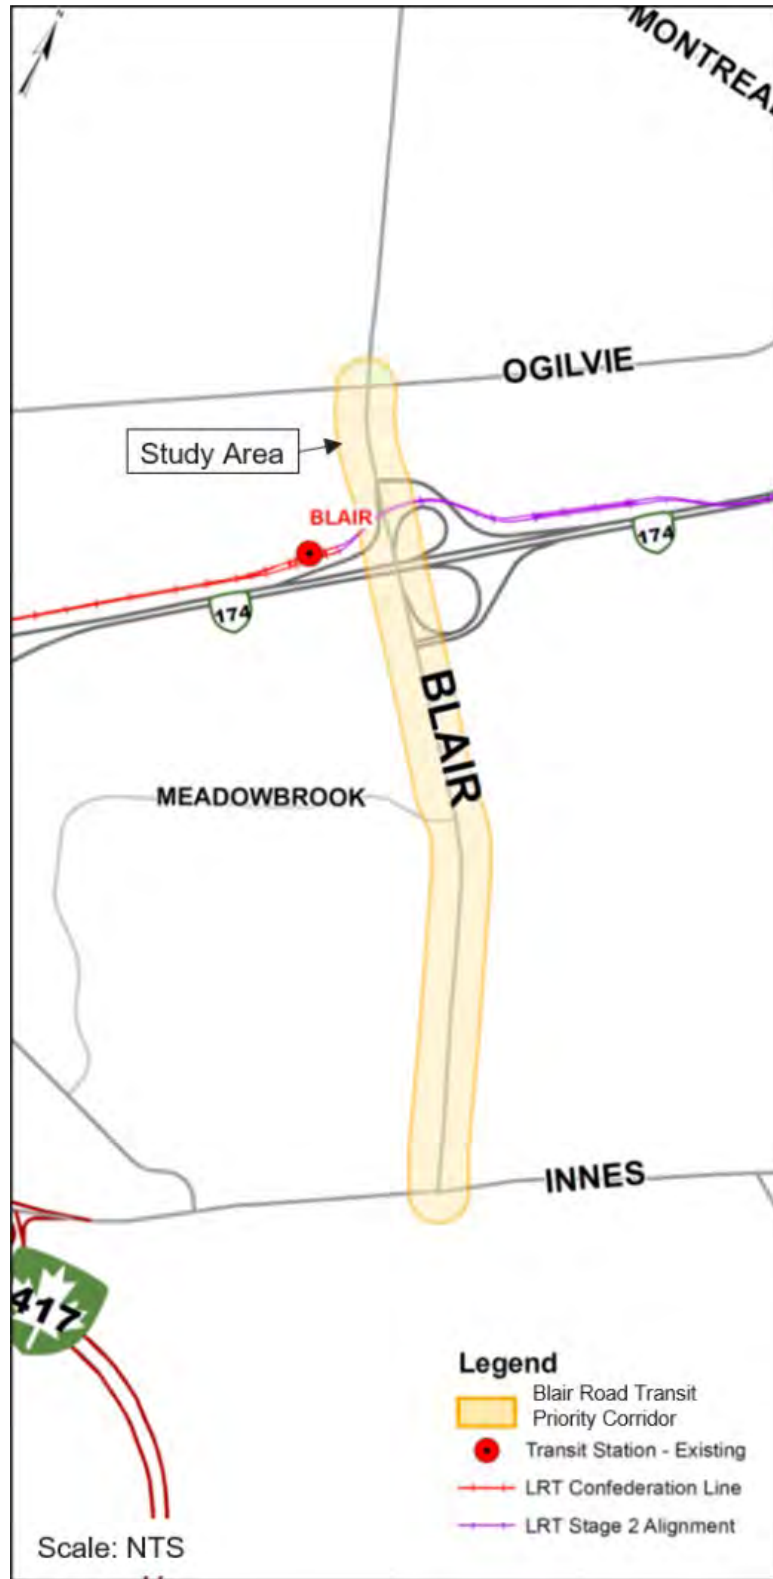 N
MONTREAL
OGILVIE
Study Area
BLAIR
174
174
BLAIR
MEADOWBROOK
INNES
417
Legend
Blair Road Transit
Priority Corridor
Transit Station - Existing
LRT Confederation Line
LRT Stage 2 Alignment
Scale: NTS